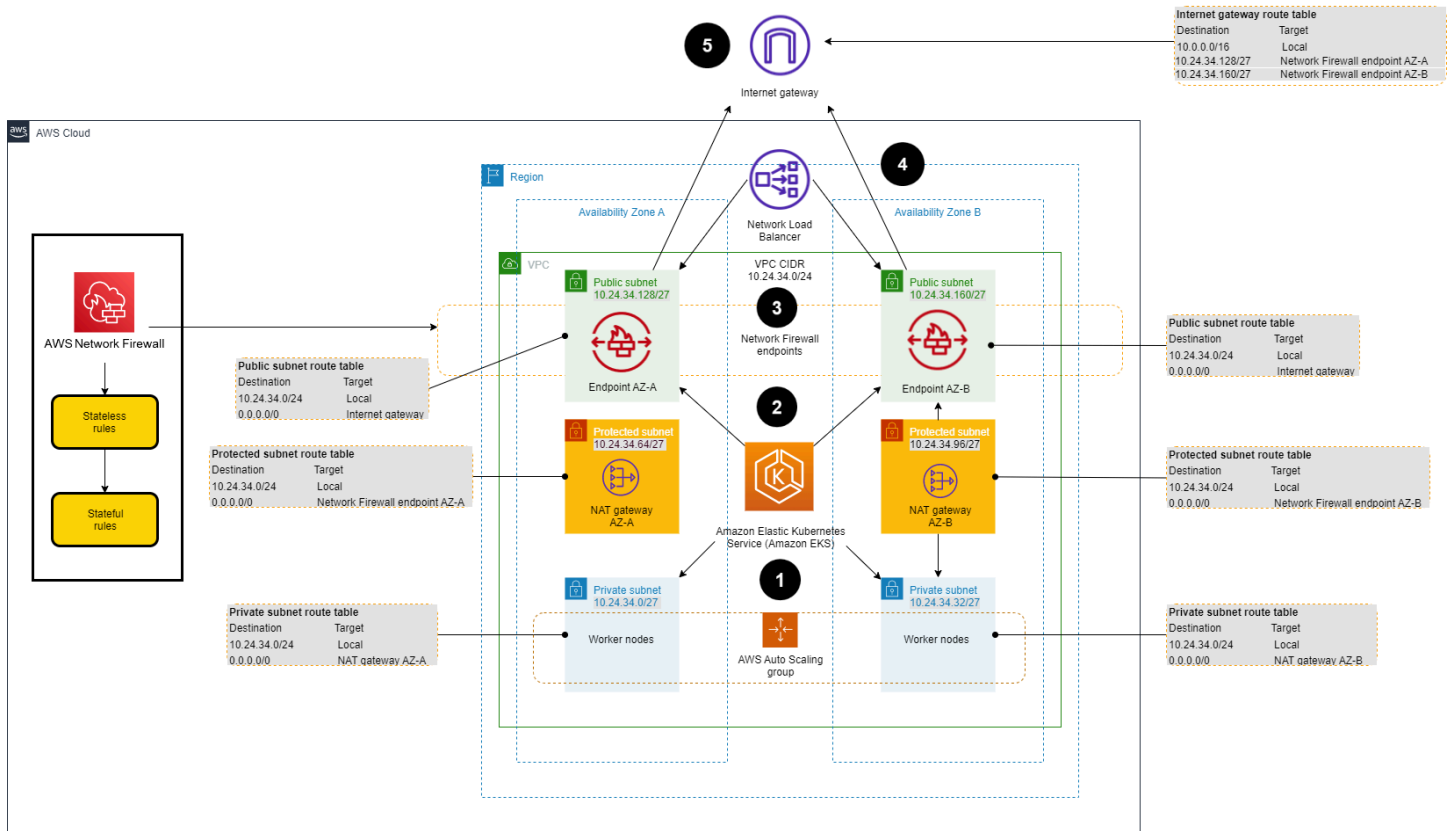 Internet gateway route table
Destination Target
10.0.0.0/16 Local
10.24.34.128/27 Network Firewall endpoint AZ-A
10.24.34.160/27 Network Firewall endpoint AZ-B
5
Internet gateway
aws
AWS Cloud
4
Region
Availability Zone A
Availability Zone B
Network Load
Balancer
VPC
VPC CIDR
10.24.34.0/24
Public subnet
10.24.34.128/27
Public subnet
10.24.34.160/27
3
Network Firewall
endpoints
AWS Network Firewall
Stateless
rules
Stateful
rules
Public subnet route table
Destination Target
10.24.34.0/24 Local
0.0.0.0/0 Internet gateway
Endpoint AZ-A
Endpoint AZ-B
Public subnet route table
Destination Target
10.24.34.0/24 Local
0.0.0.0/0 Internet gateway
2
Protected subnet route table
Destination Target
10.24.34.0/24 Local
0.0.0.0/0 Network Firewall endpoint AZ-A
Protected subnet
10.24.34.64/27
NAT gateway
AZ-A
K
Amazon Elastic Kubernetes
Service (Amazon EKS)
Protected subnet
10.24.34.96/27
NAT gateway
AZ-B
Protected subnet route table
Destination Target
10.24.34.0/24 Local
0.0.0.0/0 Network Firewall endpoint AZ-B
1
Private subnet route table
Destination Target
10.24.34.0/24 Local
0.0.0.0/0 NAT gateway AZ-A
Private subnet
10.24.34.0/27
Worker nodes
AWS Auto Scaling
group
Private subnet
10.24.34.32/27
Worker nodes
Private subnet route table
Destination Target
10.24.34.0/24 Local
0.0.0.0/0 NAT gateway AZ-B